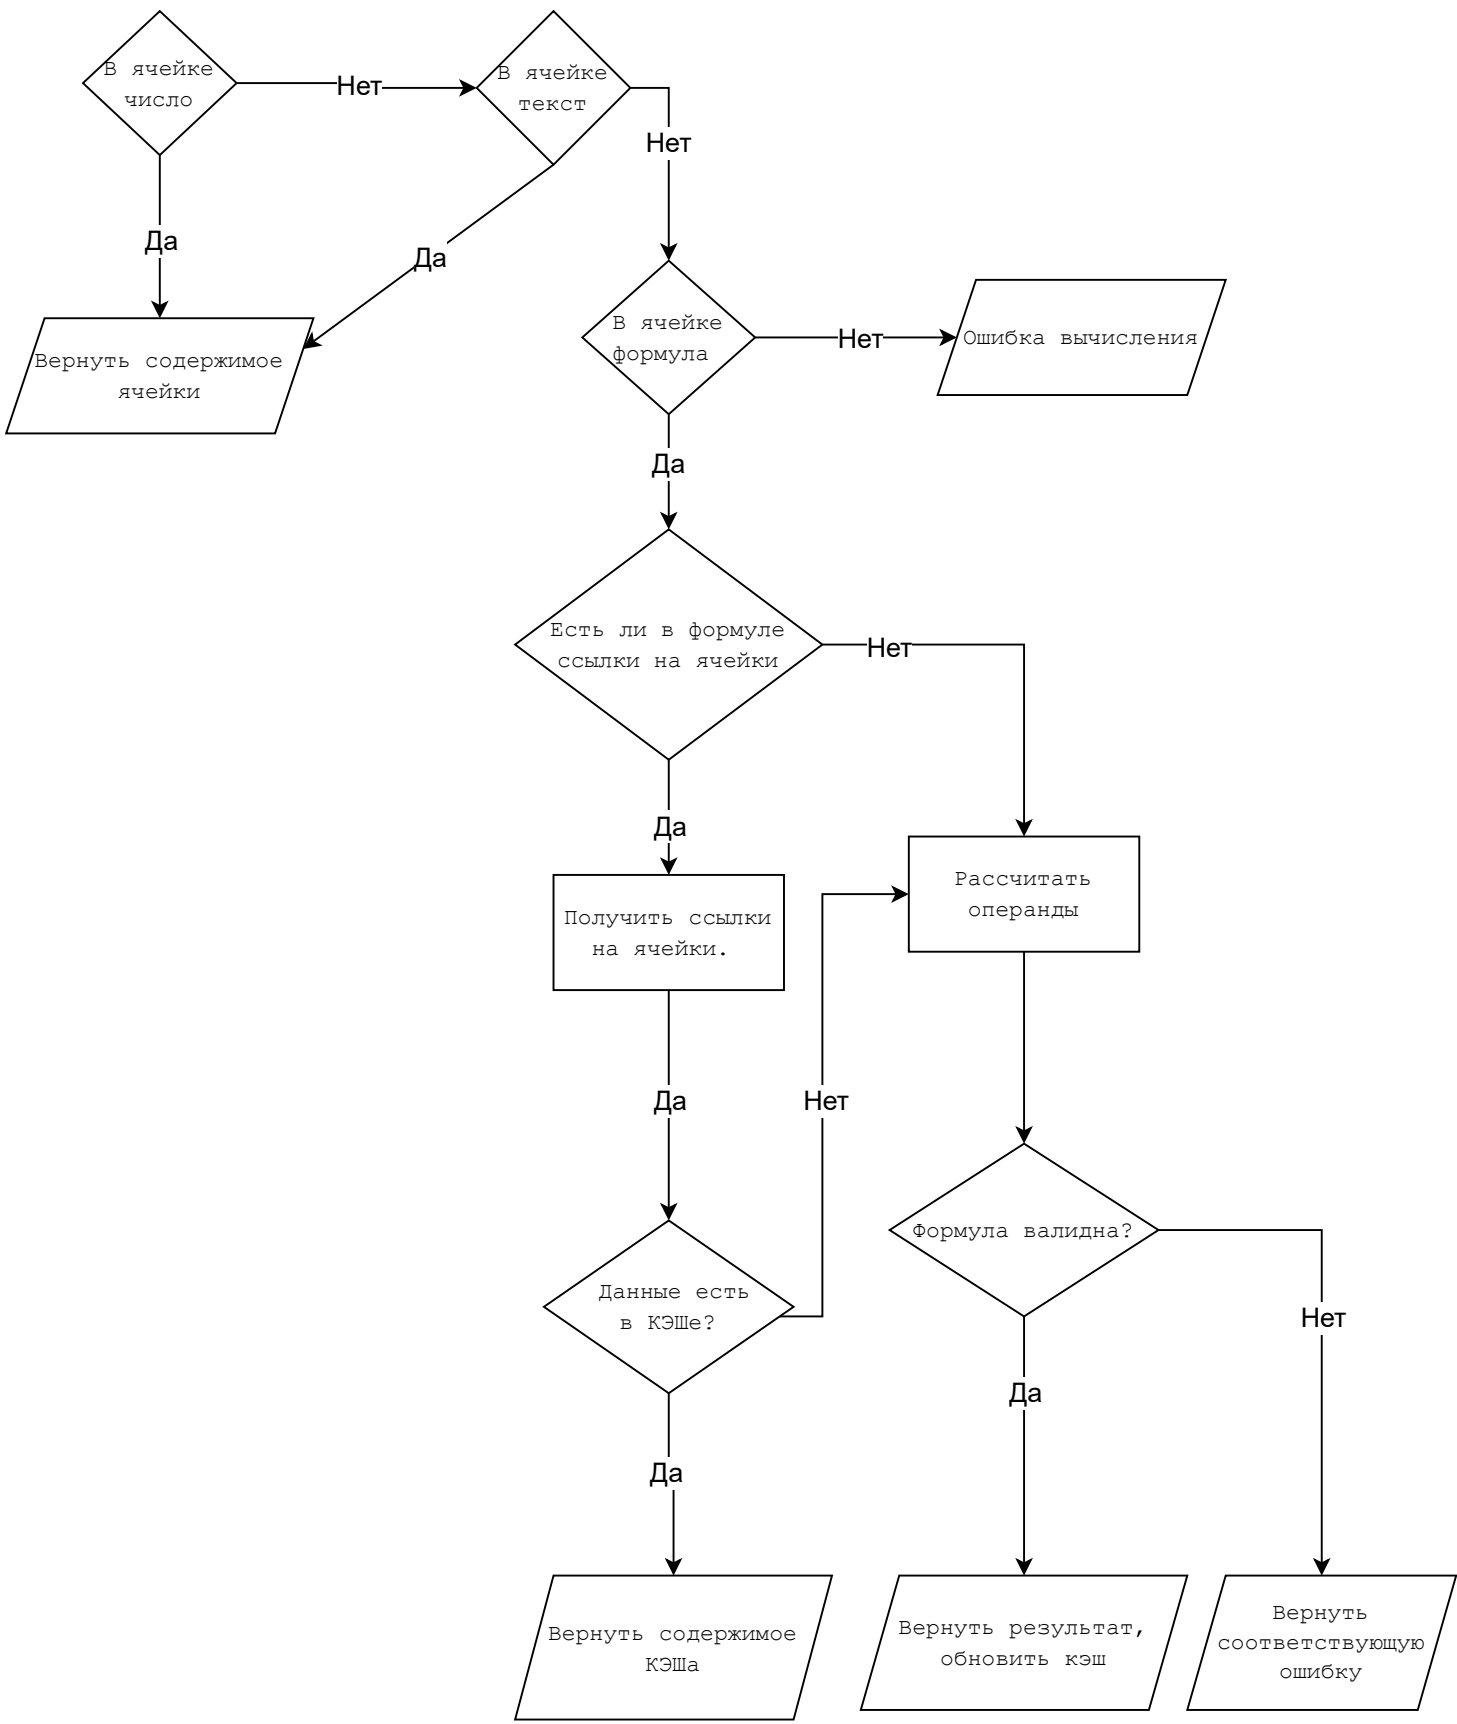 В ячейке
число
Нет
В ячейке
текст
Нет
Да
Да
Вернуть содержимое
ячейки
В ячейке
формула
Нет
Ошибка вычисления
Да
Есть ли в формуле
ссылки на ячейки
Нет
Да
Получить ссылки
на ячейки.
Рассчитать
операнды
Да
Нет
Формула валидна?
Данные есть
в КЭШе?
Нет
Да
Да
Вернуть содержимое
КЭШа
Вернуть результат,
обновить кэш
Вернуть
соответствующую
ошибку